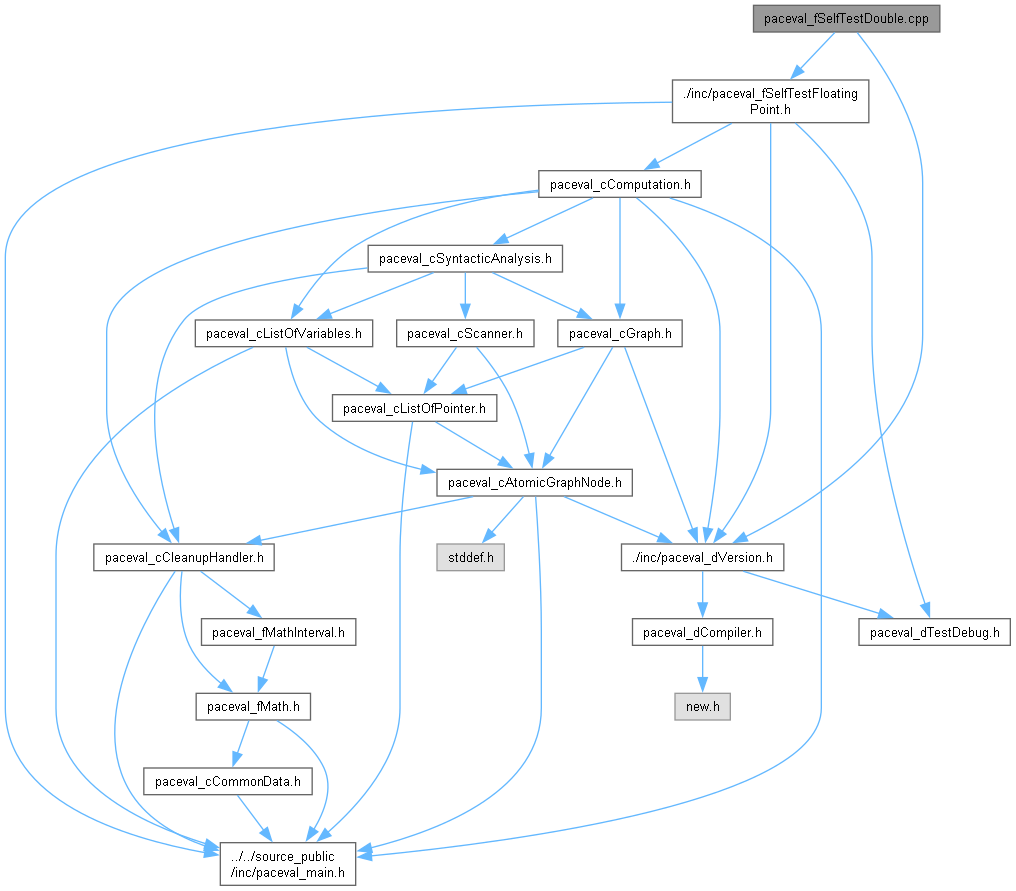 paceval_fSelfTestDouble.cpp
./inc/paceval_fSelfTestFloating
Point.h
paceval_cComputation.h
paceval_cSyntacticAnalysis.h
paceval_cListOfVariables.h
paceval_cScanner.h
paceval_cGraph.h
paceval_cListOfPointer.h
paceval_cAtomicGraphNode.h
paceval_cCleanupHandler.h
stddef.h
./inc/paceval_dVersion.h
paceval_fMathInterval.h
paceval_dCompiler.h
paceval_dTestDebug.h
paceval_fMath.h
new.h
paceval_cCommonData.h
../../source_public
/inc/paceval_main.h